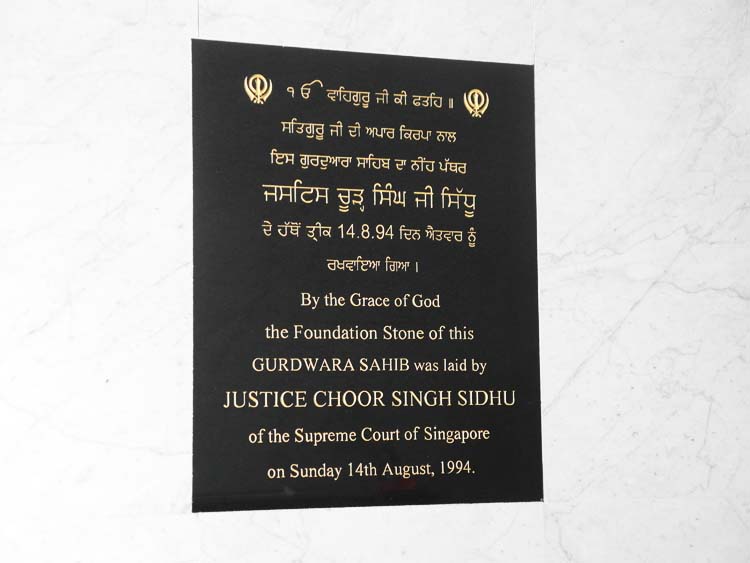 ੧ ਓੁ ਵਾਹਿਗੁਰੂ ਜੀ ਕੀ ਫਤਹਿ ॥
ਸਤਿਗੁਰੂ ਜੀ ਦੀ ਅਪਾਰ ਕਿਰਪਾ ਨਾਲ
ਇਸ ਗੁਰਦੁਆਰਾ ਸਾਹਿਬ ਦਾ ਨੀਂਹ ਪੱਥਰ
ਜਸਟਿਸ ਚੂੜ੍ਹ ਸਿੰਘ ਜੀ ਸਿੱਧੂ
ਦੇ ਹੱਥੋਂ ਤ੍ਰੀਕ 14.8.94 ਦਿਨ ਐਤਵਾਰ ਨੂੰ
ਰਖਵਾਇਆ ਗਿਆ ।
By the Grace of God
the Foundation Stone of this
GURDWARA SAHIB was laid by
JUSTICE CHOOR SINGH SIDHU
of the Supreme Court of Singapore
on Sunday 14th August, 1994.